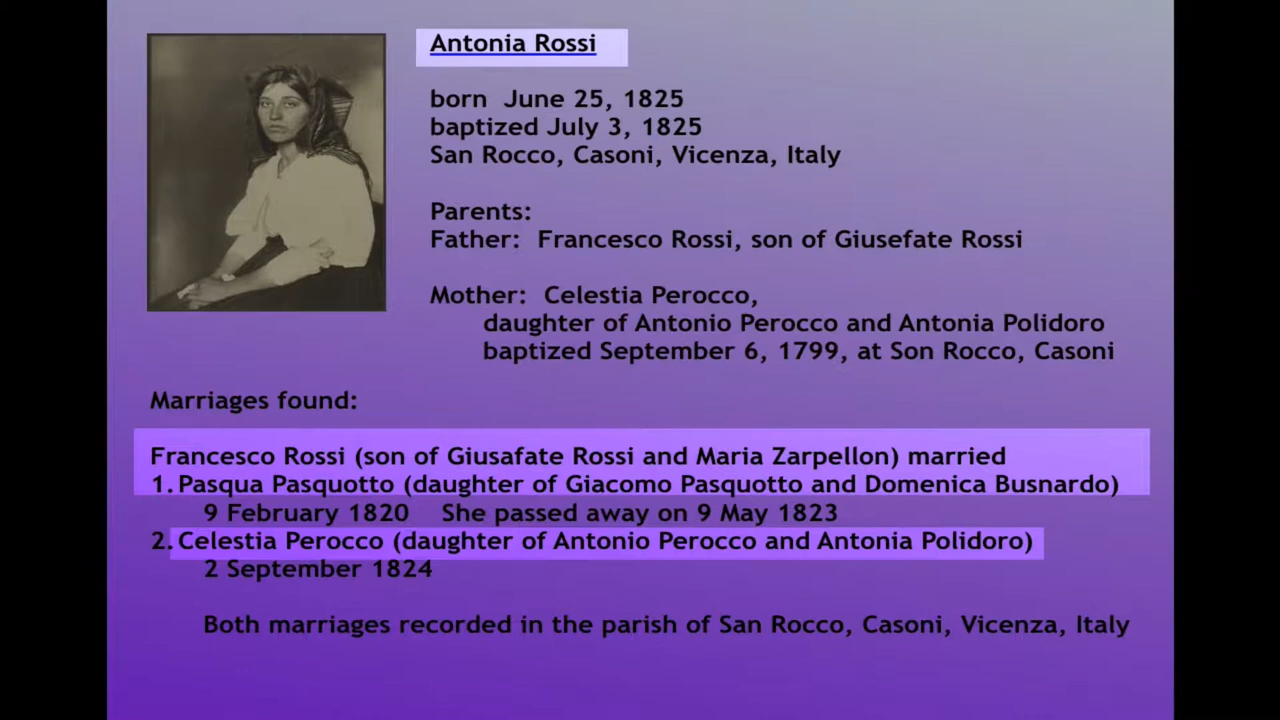 Antonia Rossi
born June 25, 1825
baptized July 3, 1825
San Rocco, Casoni, Vicenza, Italy
Parents:
Father: Francesco Rossi, son of Giusefate Rossi
Mother: Celestia Perocco,
daughter of Antonio Perocco and Antonia Polidoro
baptized September 6, 1799, at Son Rocco, Casoni
Marriages found:
Francesco Rossi (son of Giusafate Rossi and Maria Zarpellon) married
1. Pasqua Pasquotto (daughter of Giacomo Pasquotto and Domenica Busnardo)
9 February 1820 She passed away on 9 May 1823
2. Celestia Perocco (daughter of Antonio Perocco and Antonia Polidoro)
2 September 1824
Both marriages recorded in the parish of San Rocco, Casoni, Vicenza, Italy